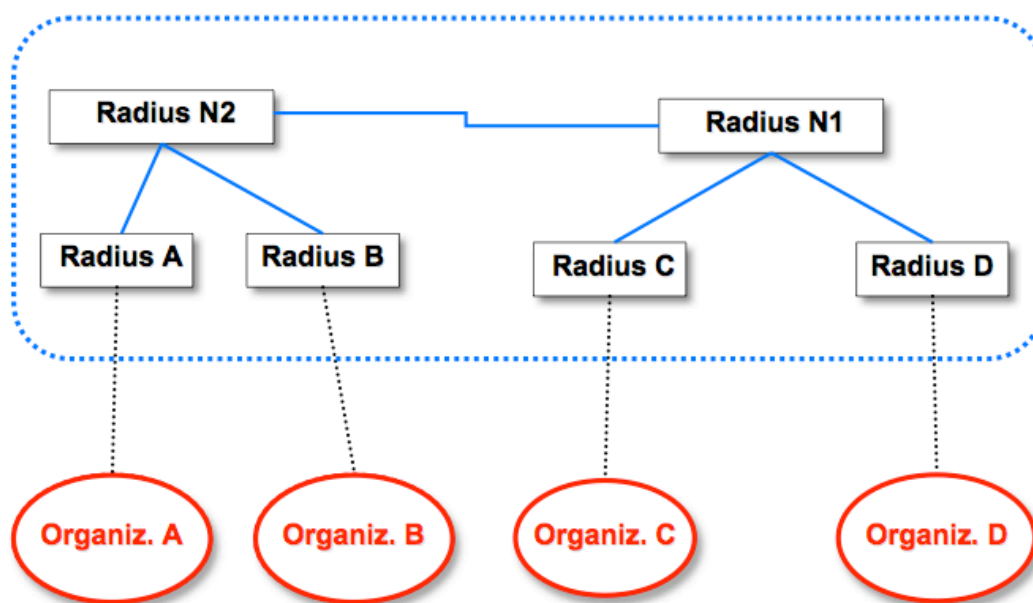 Radius N2
Radius N1
Radius A
Radius B
Radius C
Radius D
Organiz. A
Organiz. B
Organiz. C
Organiz. D